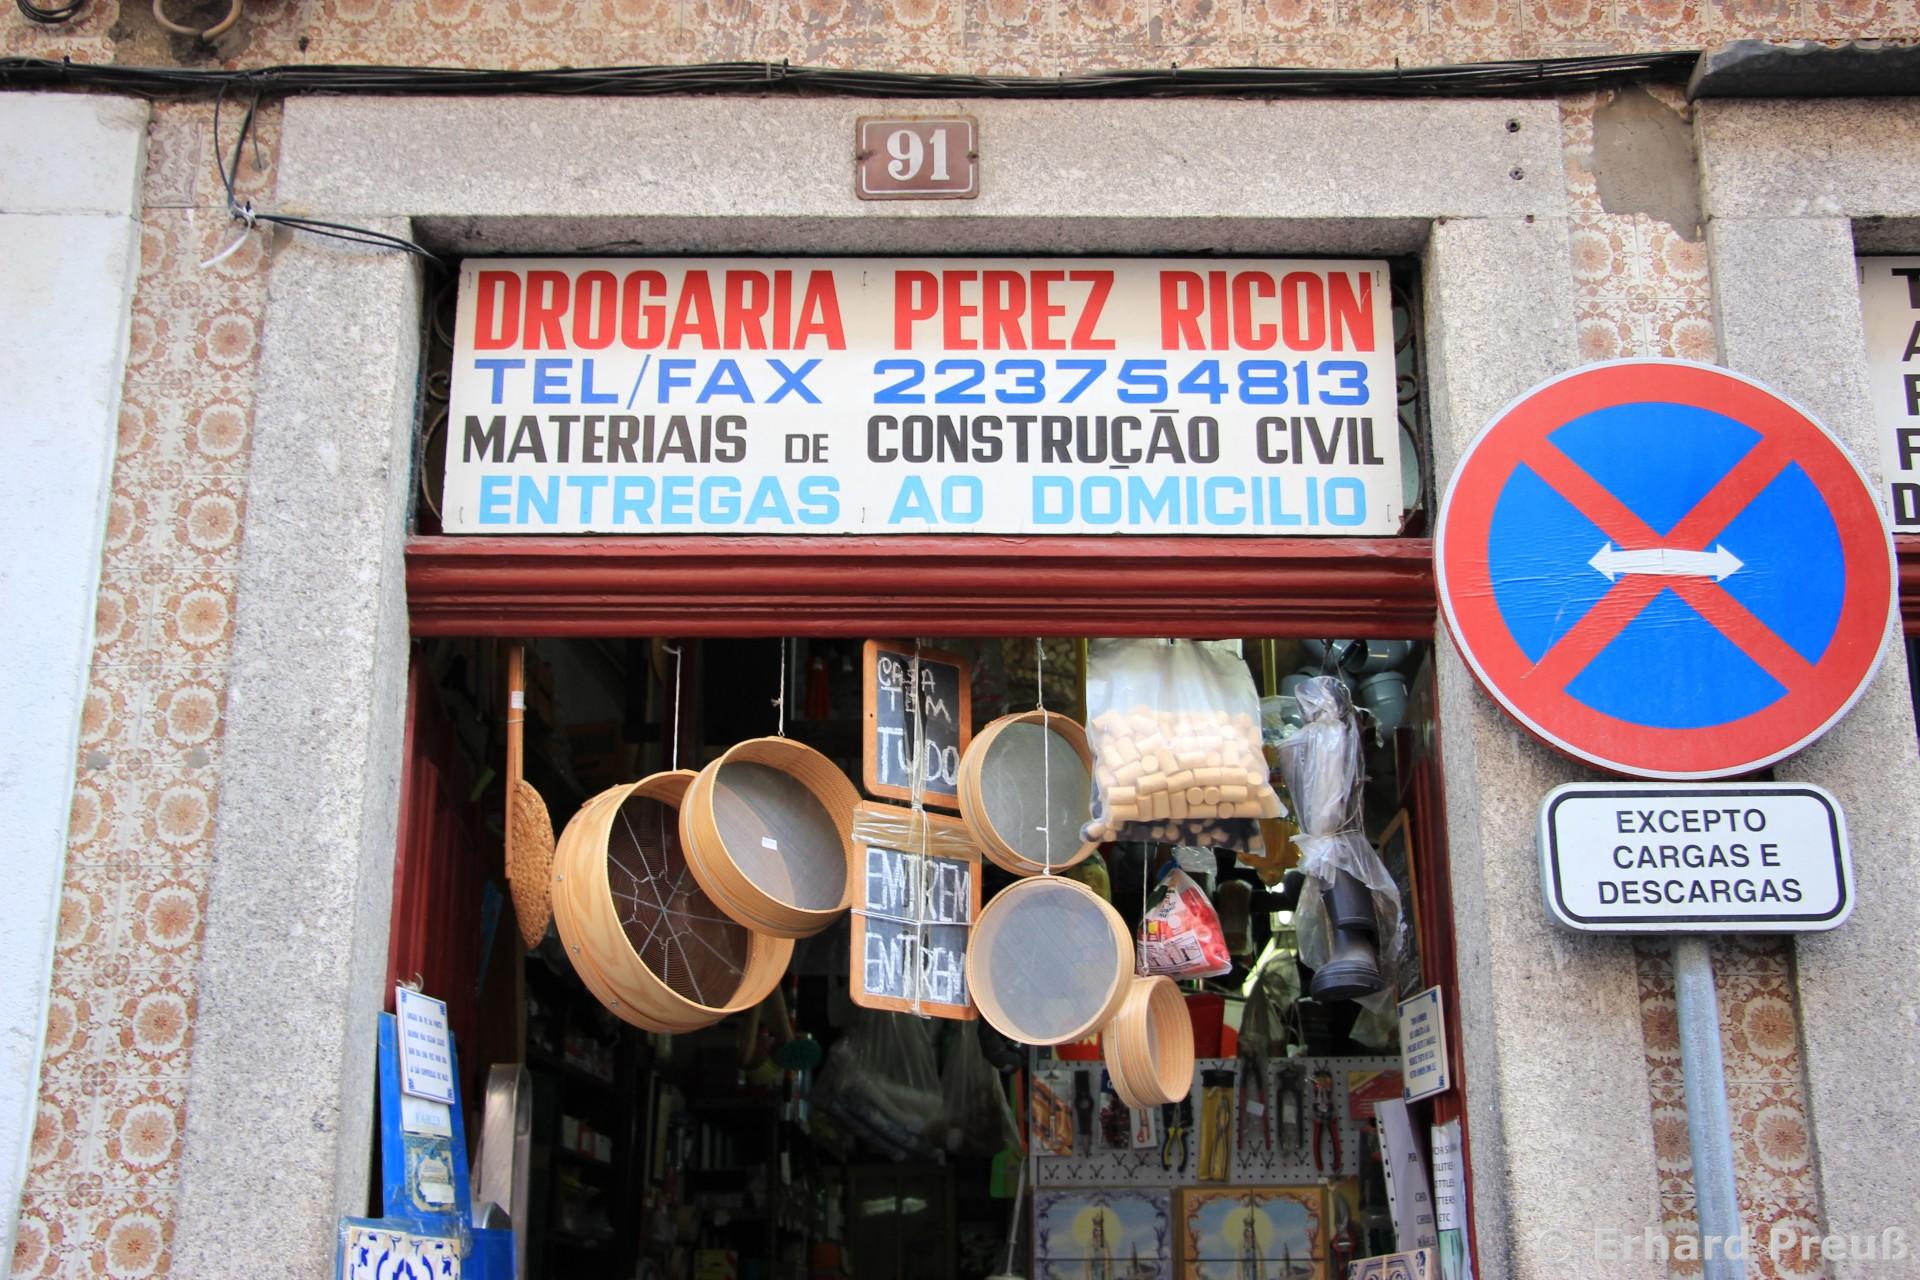 91
DROGARIA PEREZ RICON
TEL/FAX 223754813
MATERIAIS DE CONSTRUÇÃO CIVIL
ENTREGAS AO DOMICILIO
CASA
TEM
TUDO
ENTREM
ENTREM
EXCEPTO
CARGAS E
DESCARGAS
© Erhard Preuß